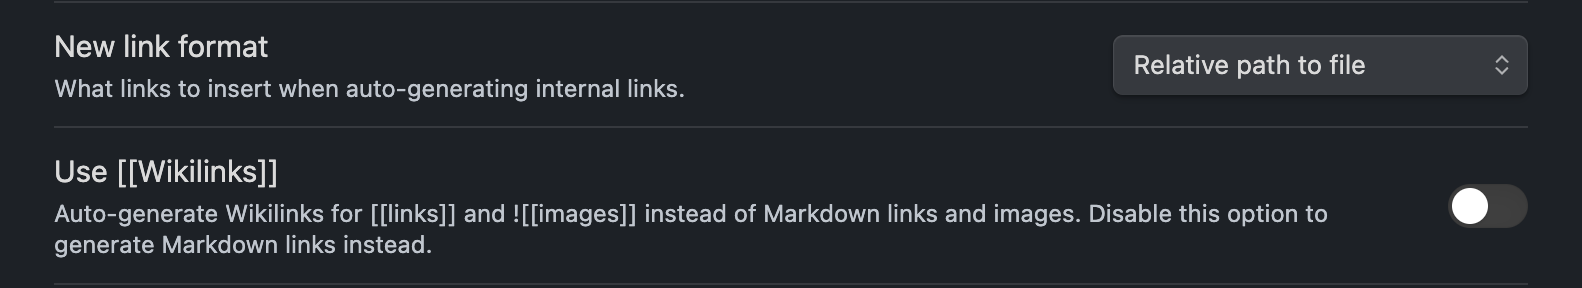 New link format
What links to insert when auto-generating internal links.
Relative path to file
Use [[Wikilinks]]
Auto-generate Wikilinks for [[links]] and ![[images]] instead of Markdown links and images. Disable this option to
generate Markdown links instead.